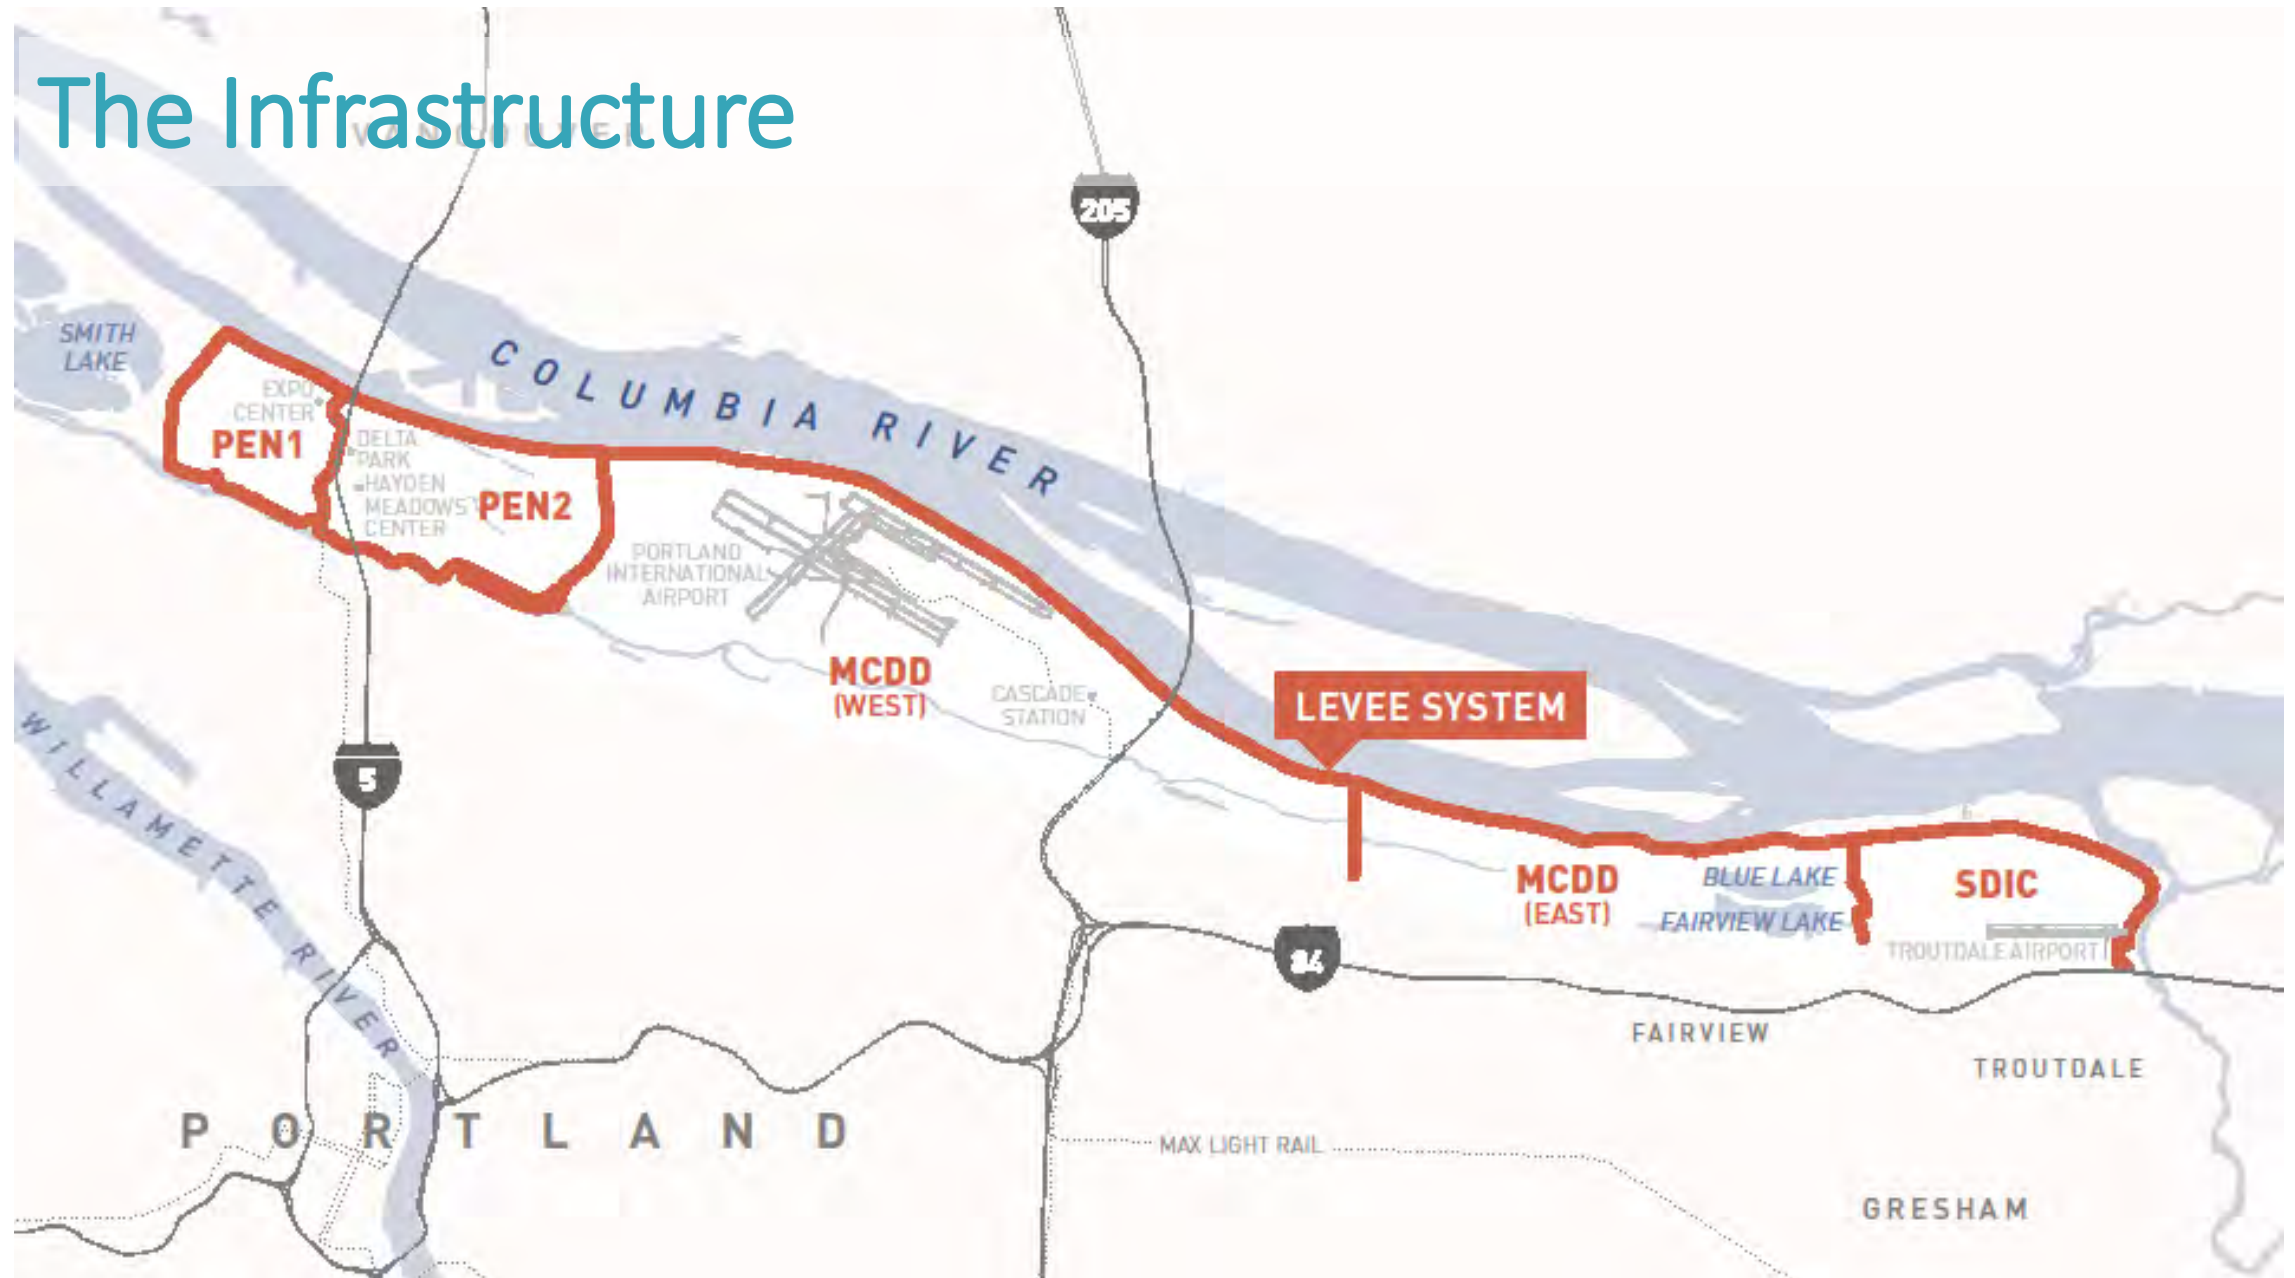 The Infrastructure
VANCOUVER
205
SMITH
LAKE
COLUMBIA RIVER
EXPO
CENTER
PEN1
DELTA
PARK
HAYDEN
MEADOWS
CENTER
PEN2
PORTLAND
INTERNATIONAL
AIRPORT
MCDD
(WEST)
CASCADE
STATION
LEVEE SYSTEM
WILLAMETTE RIVER
5
MCDD
(EAST)
BLUE LAKE
FAIRVIEW LAKE
SDIC
TROUTDALE AIRPORT
84
FAIRVIEW
TROUTDALE
PORTLAND
MAX LIGHT RAIL
GRESHAM